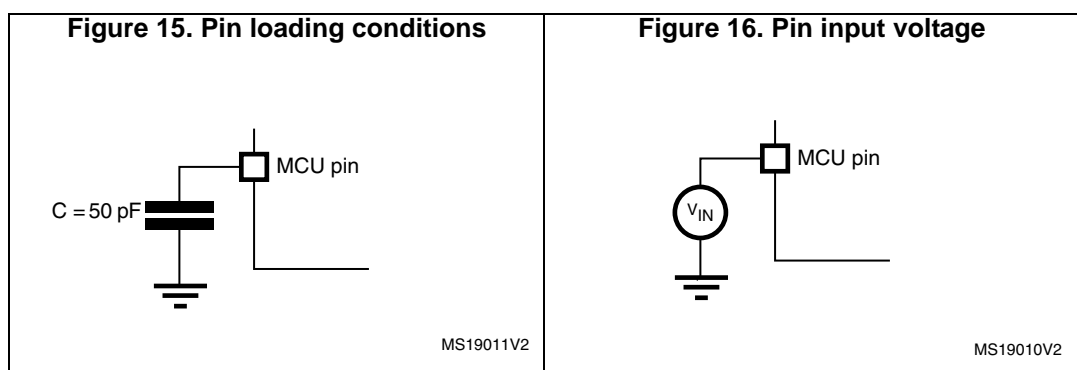 Figure 15. Pin loading conditions
Figure 16. Pin input voltage
MCU pin
C = 50 pF
MS19011V2
MCU pin
VIN
MS19010V2